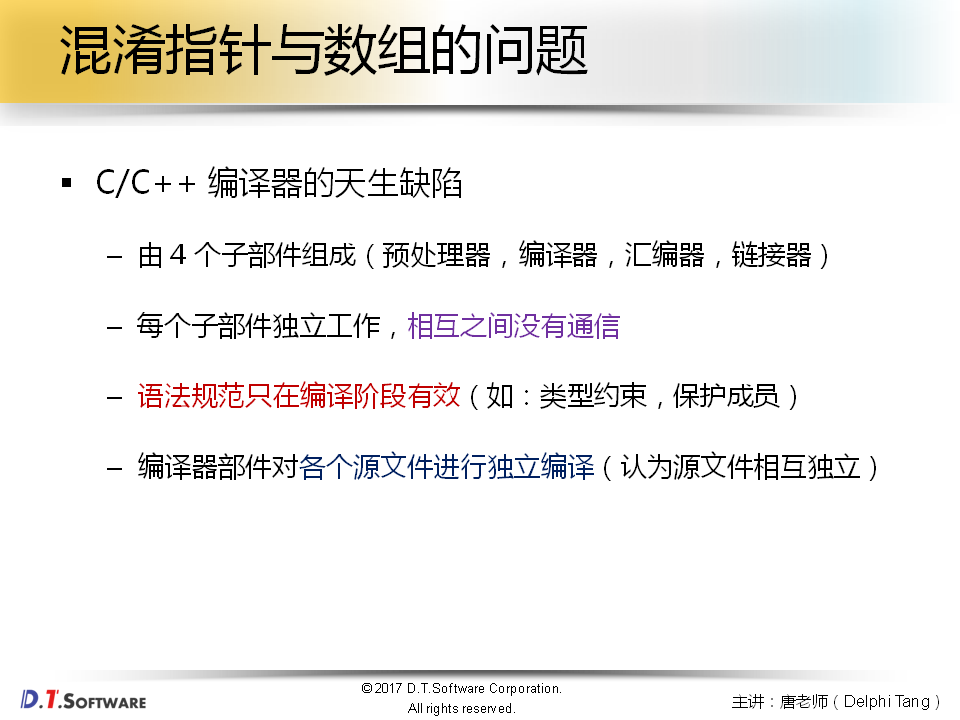 混淆指针与数组的问题
▪ C/C++ 编译器的天生缺陷
– 由 4 个子部件组成（预处理器，编译器，汇编器，链接器）
– 每个子部件独立工作，相互之间没有通信
– 语法规范只在编译阶段有效（如：类型约束，保护成员）
– 编译器部件对各个源文件进行独立编译（认为源文件相互独立）
D.T.SOFTWARE
©2017 D.T.Software Corporation.
All rights reserved.
主讲：唐老师（Delphi Tang）